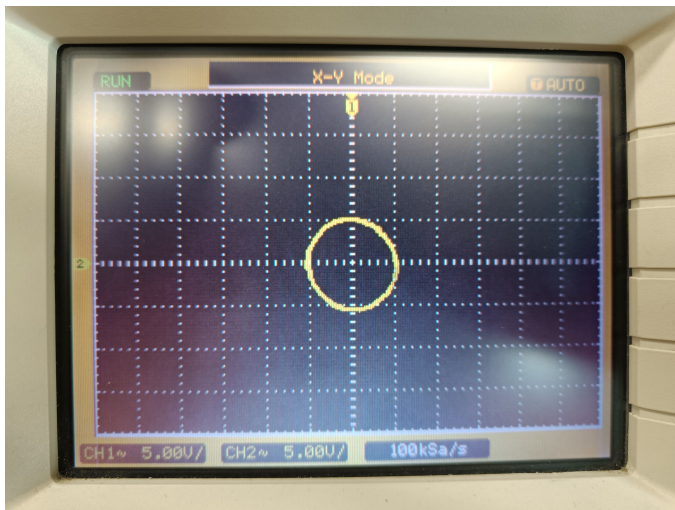 RUN
X-Y Mode
T AUTO
1
2
CH1~ 5.00V/
CH2~ 5.00V/
100kSa/s